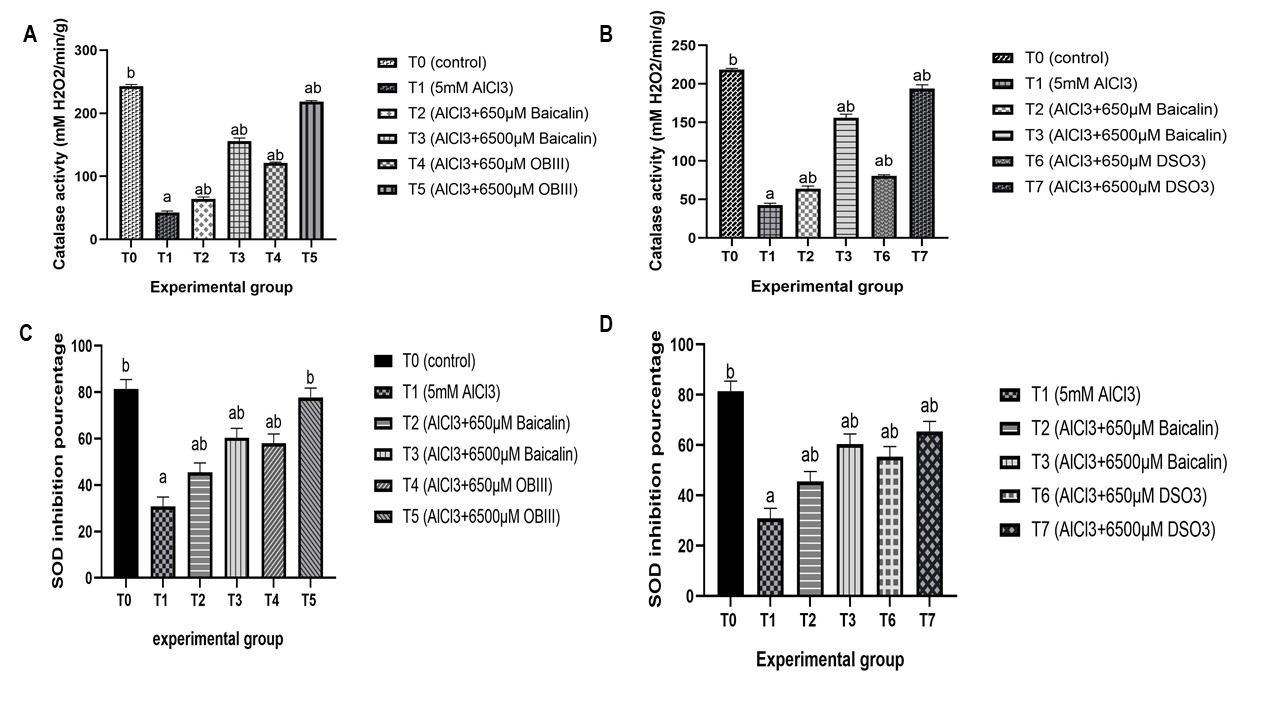 A
Catalase activty (mM H2O2/min/g)
300
200
100
0
b
a
ab
ab
ab
ab
T0 T1 T2 T3 T4 T5
Experimental group
T0 (control)
T1 (5mM AlCl3)
T2 (AlCl3+650µM Baicalin)
T3 (AlCl3+6500µM Baicalin)
T4 (AlCl3+650µM OBIII)
T5 (AlCl3+6500µM OBIII)
B
Catalase activity (mM H2O2/min/g)
250
200
150
100
50
0
b
a
ab
ab
ab
ab
T0 T1 T2 T3 T6 T7
Experimental group
T0 (control)
T1 (5mM AlCl3)
T2 (AlCl3+650µM Baicalin)
T3 (AlCl3+6500µM Baicalin)
T6 (AlCl3+650µM DSO3)
T7 (AlCl3+6500µM DSO3)
C
SOD inhibition pourcentage
100
80
60
40
20
0
b
a
ab
ab
ab
b
T0 T1 T2 T3 T4 T5
experimental group
T0 (control)
T1 (5mM AlCl3)
T2 (AlCl3+650µM Baicalin)
T3 (AlCl3+6500µM Baicalin)
T4 (AlCl3+650µM OBIII)
T5 (AlCl3+6500µM OBIII)
D
SOD inhibition pourcentage
100
80
60
40
20
0
b
a
ab
ab
ab
ab
T0 T1 T2 T3 T6 T7
Experimental group
T1 (5mM AlCl3)
T2 (AlCl3+650µM Baicalin)
T3 (AlCl3+6500µM Baicalin)
T6 (AlCl3+650µM DSO3)
T7 (AlCl3+6500µM DSO3)